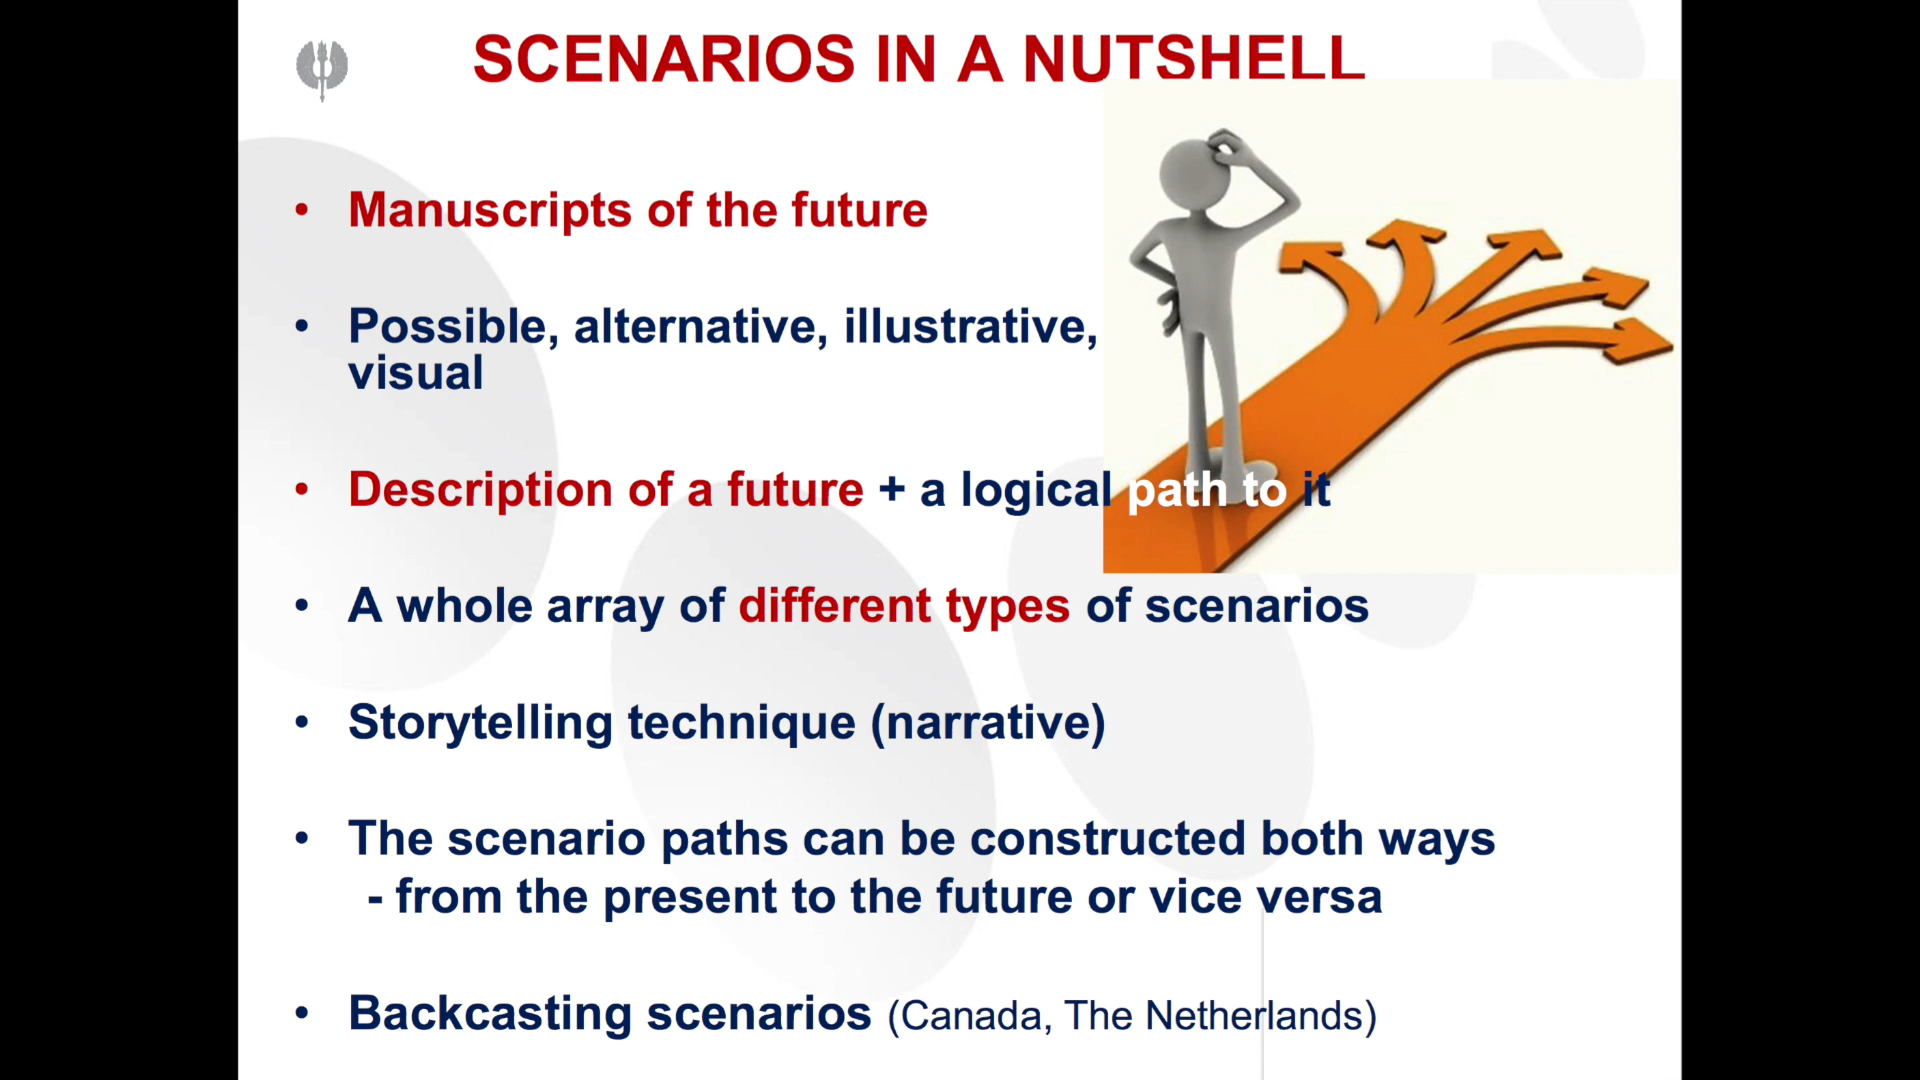 SCENARIOS IN A NUTSHELL
• Manuscripts of the future
• Possible, alternative, illustrative,
visual
• Description of a future + a logical path to it
• A whole array of different types of scenarios
• Storytelling technique (narrative)
• The scenario paths can be constructed both ways
- from the present to the future or vice versa
• Backcasting scenarios (Canada, The Netherlands)